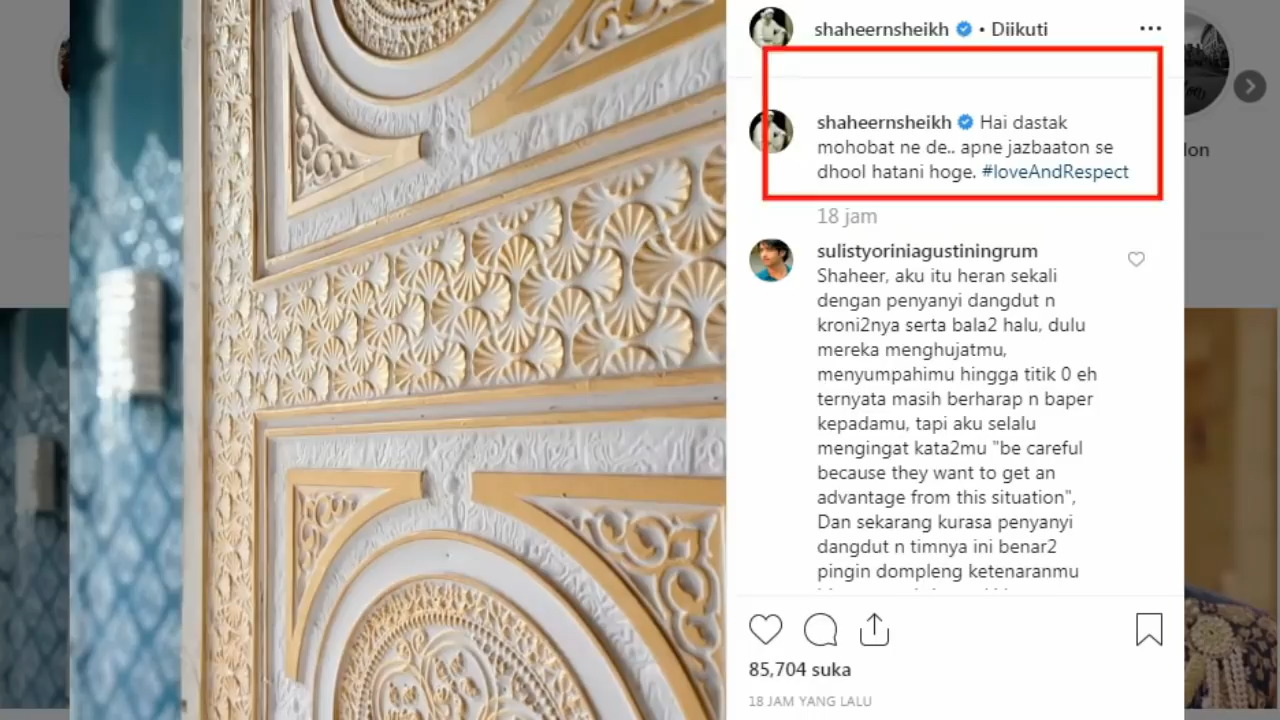 shaheernsheikh • Diikuti
shaheernsheikh Hai dastak
mohobat ne de.. apne jazbaaton se
dhool hatani hoge. #loveAndRespect
18 jam
sulistyoriniagustiningrum
Shaheer, aku itu heran sekali
dengan penyanyi dangdut n
kroni2nya serta bala2 halu, dulu
mereka menghujatmu,
menyumpahimu hingga titik 0 eh
ternyata masih berharap n baper
kepadamu, tapi aku selalu
mengingat kata2mu "be careful
because they want to get an
advantage from this situation",
Dan sekarang kurasa penyanyi
dangdut n timnya ini benar2
pingin dompleng ketenaranmu
85,704 suka
18 JAM YANG LALU